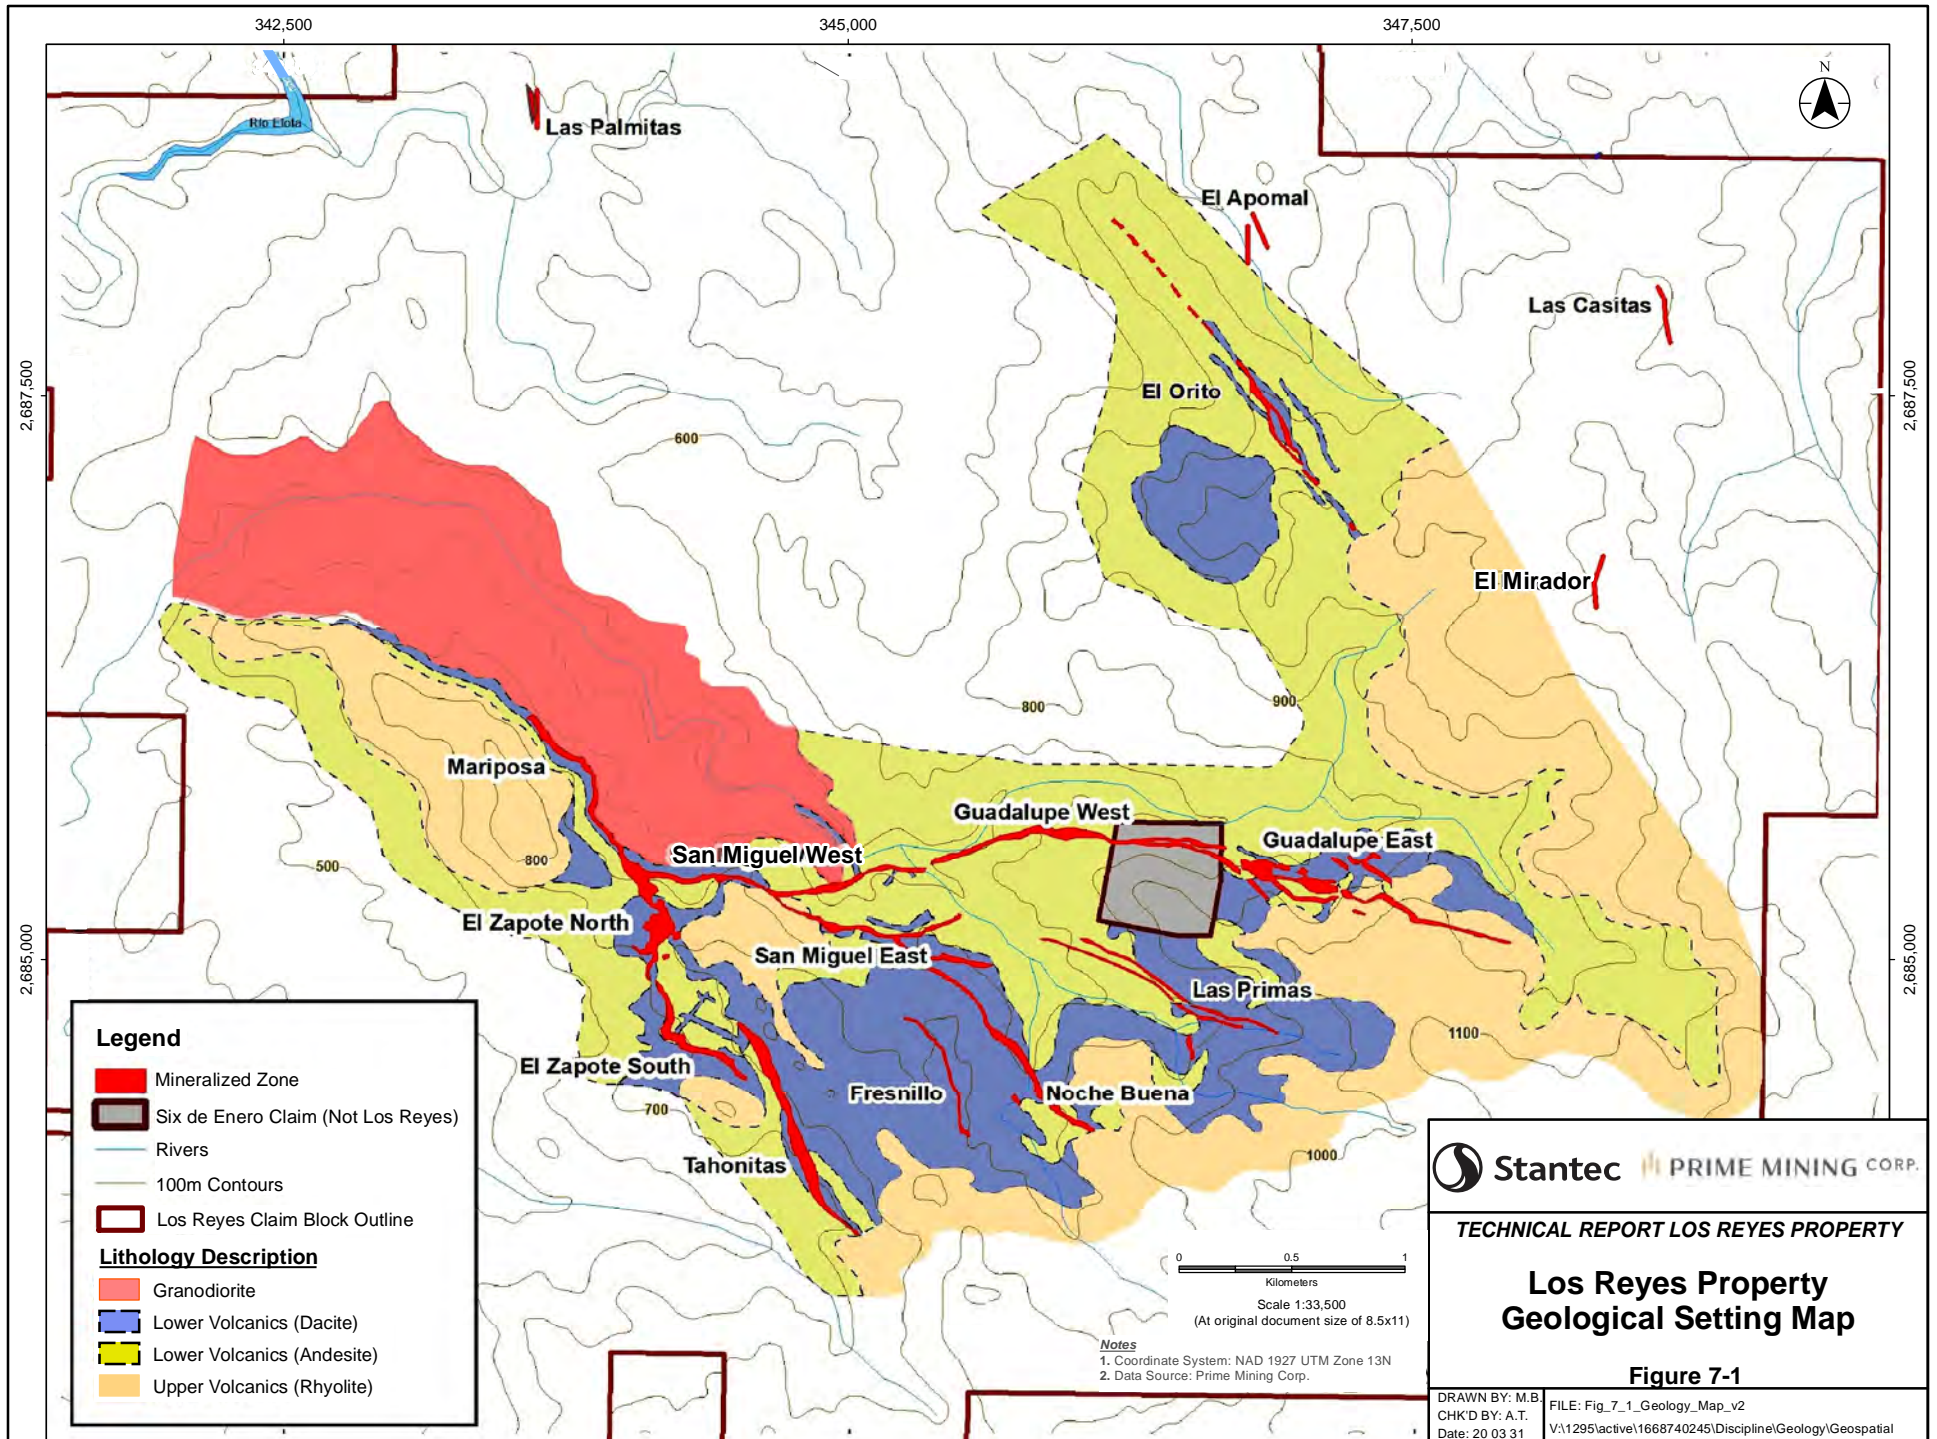 342,500
345,000
347,500
N
Rio Elota
Las Palmitas
El Apomal
Las Casitas
2,687,500
2,687,500
El Orito
600
El Mirador
800
900
Mariposa
Guadalupe West
Guadalupe East
San Miguel West
500
800
El Zapote North
San Miguel East
2,685,000
2,685,000
Las Primas
1100
El Zapote South
Fresnillo
Noche Buena
700
Tahonitas
1000
Legend
Mineralized Zone
Six de Enero Claim (Not Los Reyes)
Rivers
100m Contours
Los Reyes Claim Block Outline
Lithology Description
Granodiorite
Lower Volcanics (Dacite)
Lower Volcanics (Andesite)
Upper Volcanics (Rhyolite)
0 0.5 1
Kilometers
Scale 1:33,500
(At original document size of 8.5x11)
Notes
1. Coordinate System: NAD 1927 UTM Zone 13N
2. Data Source: Prime Mining Corp.
Stantec PRIME MINING CORP.
TECHNICAL REPORT LOS REYES PROPERTY
Los Reyes Property
Geological Setting Map
Figure 7-1
DRAWN BY: M.B.
CHK'D BY: A.T.
Date: 20 03 31
FILE: Fig_7_1_Geology_Map_v2
V:\1295\active\1668740245\Discipline\Geology\Geospatial